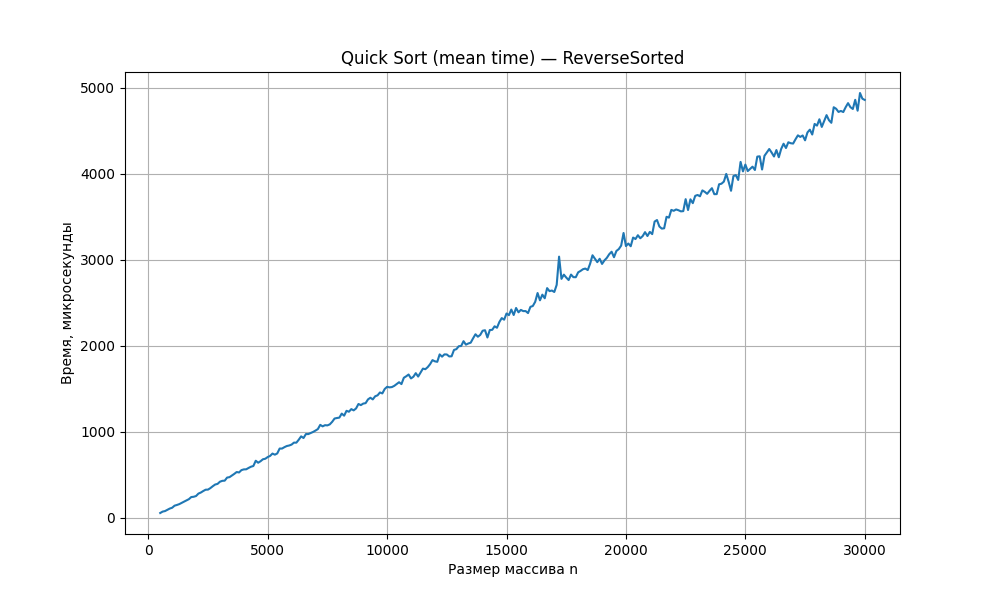 Quick Sort (mean time) — ReverseSorted
Время, микросекунды
5000
4000
3000
2000
1000
0
0 5000 10000 15000 20000 25000 30000
Размер массива n